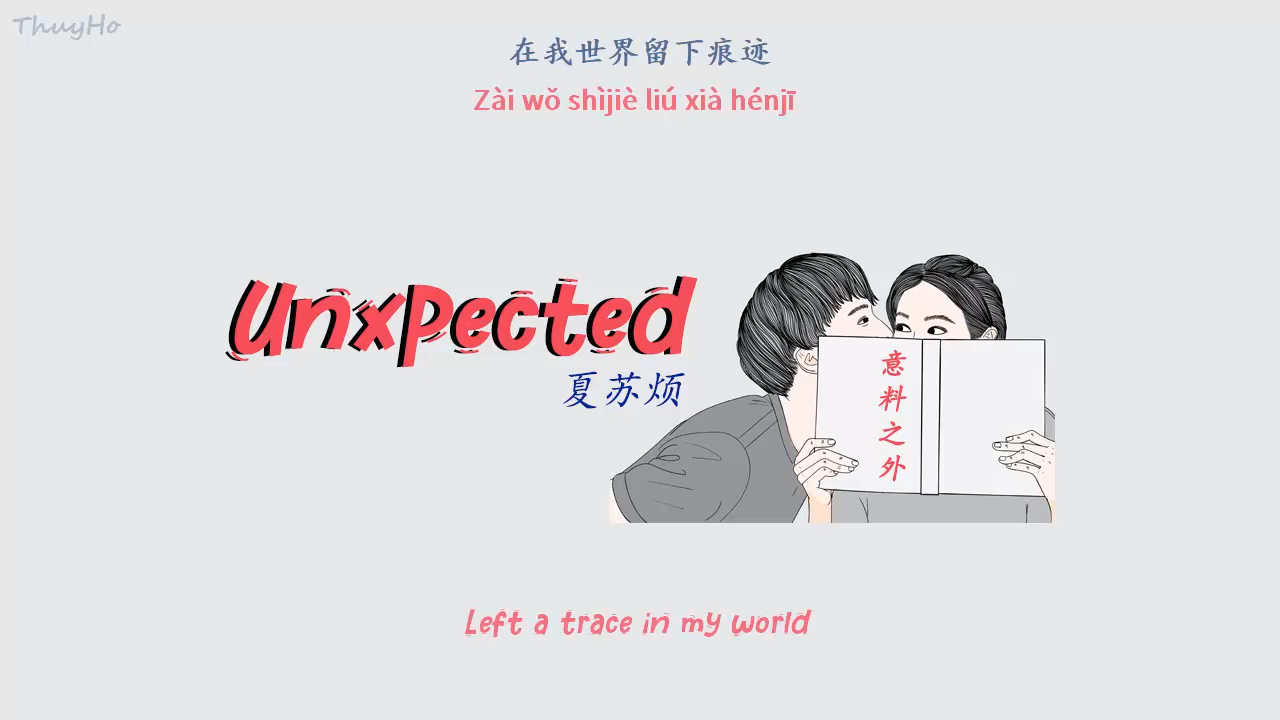 ThuyHo
在我世界留下痕迹
Zài wǒ shìjiè liú xià hénjī
Unxpected
夏苏烦
意料之外
Left a trace in my world